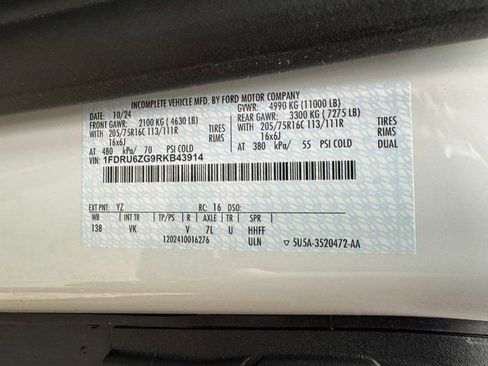 INCOMPLETE VEHICLE MFD. BY FORD MOTOR COMPANY
10/24 GVWR: 4990 KG (11000 LB)
FRONT GAWR: 2100 KG (4630 LB) REAR GAWR: 3300 KG (7275 LB)
WITH 205/75R16C 113/111R TIRES WITH 205/75R16C 113/111R TIRES
16x6J RIMS 16x6J RIMS
AT 480 kPa/ 70 PSI COLD AT 380 kPa/ 55 PSI COLD DUAL
VIN: 1FDRU6ZG9RKB43914
EXT PNT: YZ RC: 16 DSO:
WB INT TR TP/PS R AXLE TR SPR
138 VK V 7L U HHFF
1202410016276 ULN 5U5A-3520472-AA